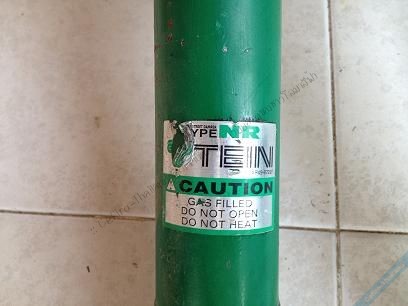 TYPE NR
TEIN
CAUTION
GAS FILLED
DO NOT OPEN
DO NOT HEAT